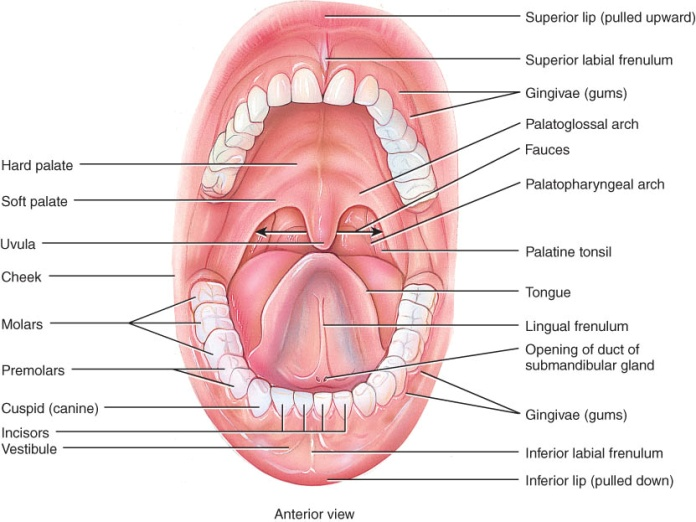 Superior lip (pulled upward)
Superior labial frenulum
Gingivae (gums)
Palatoglossal arch
Fauces
Palatopharyngeal arch
Palatine tonsil
Tongue
Lingual frenulum
Opening of duct of
submandibular gland
Gingivae (gums)
Inferior labial frenulum
Inferior lip (pulled down)
Hard palate
Soft palate
Uvula
Cheek
Molars
Premolars
Cuspid (canine)
Incisors
Vestibule
Anterior view